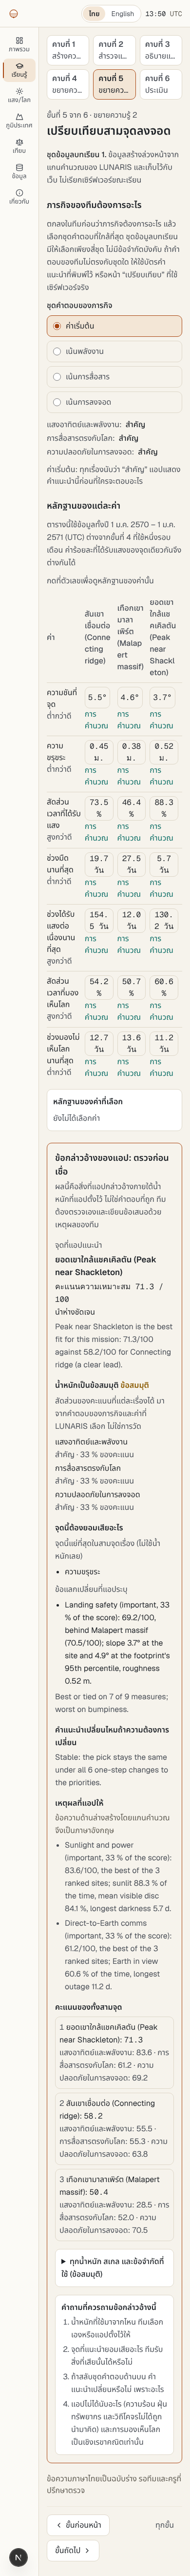 ไทย English 13:50 UTC
ภาพรวม
เรียนรู้
แสง/โลก
ภูมิประเทศ
เทียบ
ข้อมูล
เกี่ยวกับ
คาบที่ 1
สร้างคว...
คาบที่ 2
สำรวจแ...
คาบที่ 3
อธิบายแ...
คาบที่ 4
ขยายคว...
คาบที่ 5
ขยายคว...
คาบที่ 6
ประเมิน
ขั้นที่ 5 จาก 6 · ขยายความรู้ 2
เปรียบเทียบสามจุดลงจอด
ชุดข้อมูลบทเรียน 1. ข้อมูลสร้างล่วงหน้าจาก
แกนคำนวณของ LUNARIS และเก็บไว้กับ
เว็บ ไม่เรียกเซิร์ฟเวอร์ขณะเรียน
ภารกิจของทีมต้องการอะไร
ตกลงในทีมก่อนว่าภารกิจต้องการอะไร แล้ว
เลือกชุดคำตอบที่ใกล้ที่สุด ชุดข้อมูลบทเรียน
มีให้เลือกเพียงสี่ชุด ไม่มีข้อจำกัดบังคับ ถ้าคำ
ตอบของทีมไม่ตรงกับชุดใด ให้ใช้บัตรคำ
แนะนำที่พิมพ์ไว้ หรือหน้า "เปรียบเทียบ" ที่ใช้
เซิร์ฟเวอร์จริง
ชุดคำตอบของภารกิจ
ค่าเริ่มต้น
เน้นพลังงาน
เน้นการสื่อสาร
เน้นการลงจอด
แสงอาทิตย์และพลังงาน: สำคัญ
การสื่อสารตรงกับโลก: สำคัญ
ความปลอดภัยในการลงจอด: สำคัญ
ค่าเริ่มต้น: ทุกเรื่องนับว่า "สำคัญ" แอปแสดง
คำแนะนำนี้ก่อนที่ใครจะตอบอะไร
หลักฐานของแต่ละค่า
ตารางนี้ใช้ข้อมูลทั้งปี 1 ม.ค. 2570 – 1 ม.ค.
2571 (UTC) ต่างจากขั้นที่ 4 ที่ใช้หนึ่งรอบ
เดือน ค่าร้อยละที่ได้รับแสงของจุดเดียวกันจึง
ต่างกันได้
กดที่ตัวเลขเพื่อดูหลักฐานของค่านั้น
ค่า
สันเขาเชื่อมต่อ (Connecting ridge)
เทือกเขามาลาเพิร์ต (Malapert massif)
ยอดเขาใกล้แชคเคิลตัน (Peak near Shackleton)
ความชันที่จุด ต่ำกว่าดี 5.5° การคำนวณ 4.6° การคำนวณ 3.7° การคำนวณ
ความขรุขระ ต่ำกว่าดี 0.45 ม. การคำนวณ 0.38 ม. การคำนวณ 0.52 ม. การคำนวณ
สัดส่วนเวลาที่ได้รับแสง สูงกว่าดี 73.5 % การคำนวณ 46.4 % การคำนวณ 88.3 % การคำนวณ
ช่วงมืดนานที่สุด ต่ำกว่าดี 19.7 วัน การคำนวณ 27.5 วัน การคำนวณ 5.7 วัน การคำนวณ
ช่วงได้รับแสงต่อเนื่องนานที่สุด สูงกว่าดี 154.5 วัน การคำนวณ 12.0 วัน การคำนวณ 130.2 วัน การคำนวณ
สัดส่วนเวลาที่มองเห็นโลก สูงกว่าดี 54.2 % การคำนวณ 50.7 % การคำนวณ 60.6 % การคำนวณ
ช่วงมองไม่เห็นโลกนานที่สุด ต่ำกว่าดี 12.7 วัน การคำนวณ 13.6 วัน การคำนวณ 11.2 วัน การคำนวณ
หลักฐานของค่าที่เลือก
ยังไม่ได้เลือกค่า
ข้อกล่าวอ้างของแอป: ตรวจก่อน
เชื่อ
ผลนี้คือสิ่งที่แอปกล่าวอ้างภายใต้น้ำ
หนักที่แอปตั้งไว้ ไม่ใช่คำตอบที่ถูก ทีม
ต้องตรวจเองและเขียนข้อเสนอด้วย
เหตุผลของทีม
จุดที่แอปแนะนำ
ยอดเขาใกล้แชคเคิลตัน (Peak
near Shackleton)
คะแนนความเหมาะสม 71.3 /
100
นำห่างชัดเจน
Peak near Shackleton is the best
fit for this mission: 71.3/100
against 58.2/100 for Connecting
ridge (a clear lead).
น้ำหนักเป็นข้อสมมุติ ข้อสมมุติ
สัดส่วนของคะแนนที่แต่ละเรื่องได้ มา
จากคำตอบของภารกิจและค่าที่
LUNARIS เลือก ไม่ใช่การวัด
แสงอาทิตย์และพลังงาน
สำคัญ · 33 % ของคะแนน
การสื่อสารตรงกับโลก
สำคัญ · 33 % ของคะแนน
ความปลอดภัยในการลงจอด
สำคัญ · 33 % ของคะแนน
จุดนี้ต้องยอมเสียอะไร
จุดนี้แย่ที่สุดในสามจุดเรื่อง (ไม่ใช้น้ำ
หนักเลย)
• ความขรุขระ
ข้อแลกเปลี่ยนที่แอประบุ
• Landing safety (important, 33
% of the score): 69.2/100,
behind Malapert massif
(70.5/100); slope 3.7° at the
site and 4.9° at the footprint's
95th percentile, roughness
0.52 m.
Best or tied on 7 of 9 measures;
worst on bumpiness.
คำแนะนำเปลี่ยนไหมถ้าความต้องการ
เปลี่ยน
Stable: the pick stays the same
under all 6 one-step changes to
the priorities.
เหตุผลที่แอปให้
ข้อความด้านล่างสร้างโดยแกนคำนวณ
จึงเป็นภาษาอังกฤษ
• Sunlight and power
(important, 33 % of the score):
83.6/100, the best of the 3
ranked sites; sunlit 88.3 % of
the time, mean visible disc
84.1 %, longest darkness 5.7 d.
• Direct-to-Earth comms
(important, 33 % of the score):
61.2/100, the best of the 3
ranked sites; Earth in view
60.6 % of the time, longest
outage 11.2 d.
คะแนนของทั้งสามจุด
1 ยอดเขาใกล้แชคเคิลตัน (Peak
near Shackleton): 71.3
แสงอาทิตย์และพลังงาน: 83.6 · การ
สื่อสารตรงกับโลก: 61.2 · ความ
ปลอดภัยในการลงจอด: 69.2
2 สันเขาเชื่อมต่อ (Connecting
ridge): 58.2
แสงอาทิตย์และพลังงาน: 55.5 ·
การสื่อสารตรงกับโลก: 55.3 · ความ
ปลอดภัยในการลงจอด: 63.8
3 เทือกเขามาลาเพิร์ต (Malapert
massif): 50.4
แสงอาทิตย์และพลังงาน: 28.5 · การ
สื่อสารตรงกับโลก: 52.0 · ความ
ปลอดภัยในการลงจอด: 70.5
▶ ทุกน้ำหนัก สเกล และข้อจำกัดที่
ใช้ (ข้อสมมุติ)
คำถามที่ควรถามข้อกล่าวอ้างนี้
1. น้ำหนักที่ใช้มาจากไหน ทีมเลือก
เองหรือแอปตั้งไว้ให้
2. จุดที่แนะนำยอมเสียอะไร ทีมรับ
สิ่งที่เสียนั้นได้หรือไม่
3. ถ้าสลับชุดคำตอบด้านบน คำ
แนะนำเปลี่ยนหรือไม่ เพราะอะไร
4. แอปไม่ได้นับอะไร (ความร้อน ฝุ่น
ทรัพยากร และวิถีโคจรไม่ได้ถูก
นำมาคิด) และการมองเห็นโลก
เป็นเชิงเรขาคณิตเท่านั้น
ข้อความภาษาไทยเป็นฉบับร่าง รอทีมและครูที่
ปรึกษาตรวจ
ขั้นก่อนหน้า
ทุกขั้น
ขั้นถัดไป
N